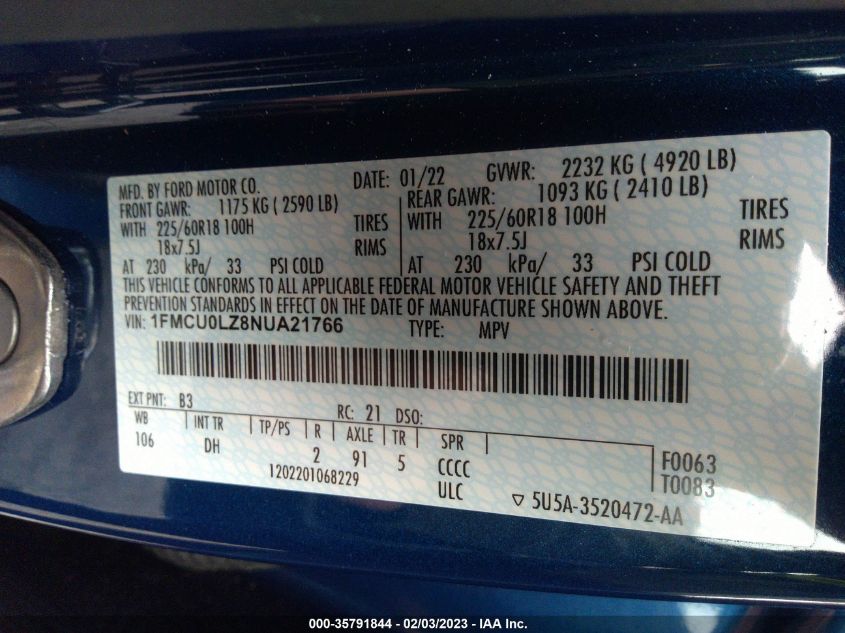 MFD. BY FORD MOTOR CO. DATE: 01/22 GVWR: 2232 KG ( 4920 LB)
FRONT GAWR: 1175 KG ( 2590 LB) REAR GAWR: 1093 KG ( 2410 LB)
WITH 225/60R18 100H TIRES WITH 225/60R18 100H TIRES
18x7.5J RIMS 18x7.5J RIMS
AT 230 kPa/ 33 PSI COLD AT 230 kPa/ 33 PSI COLD
THIS VEHICLE CONFORMS TO ALL APPLICABLE FEDERAL MOTOR VEHICLE SAFETY AND THEFT
PREVENTION STANDARDS IN EFFECT ON THE DATE OF MANUFACTURE SHOWN ABOVE.
VIN: 1FMCU0LZ8NUA21766 TYPE: MPV
EXT PNT: B3 RC: 21 DSO:
WB INT TR TP/PS R AXLE TR SPR
106 DH 2 91 5 CCCC F0063
1202201068229 ULC T0083
▽ 5U5A-3520472-AA
000-35791844 — 02/03/2023 — IAA Inc.